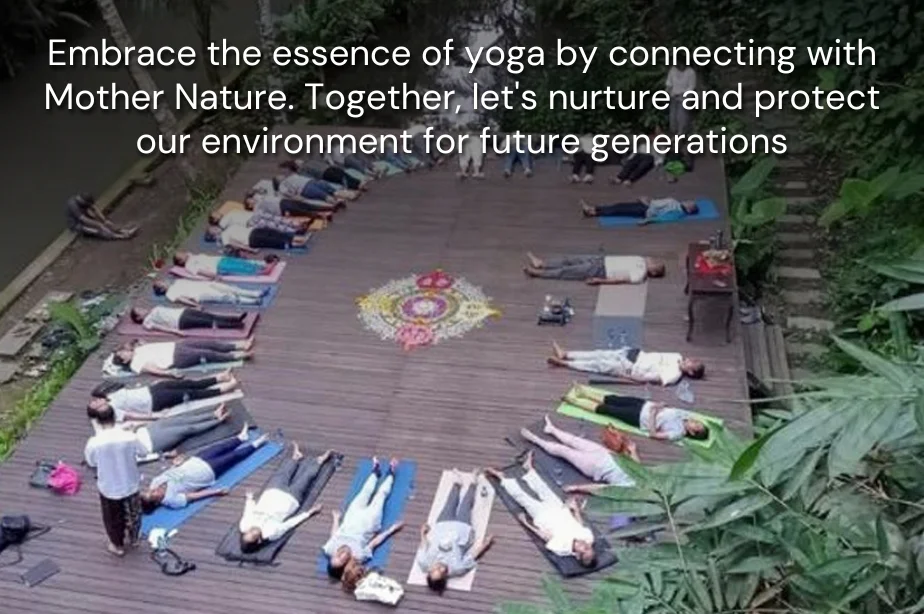 Embrace the essence of yoga by connecting with
Mother Nature. Together, let's nurture and protect
our environment for future generations